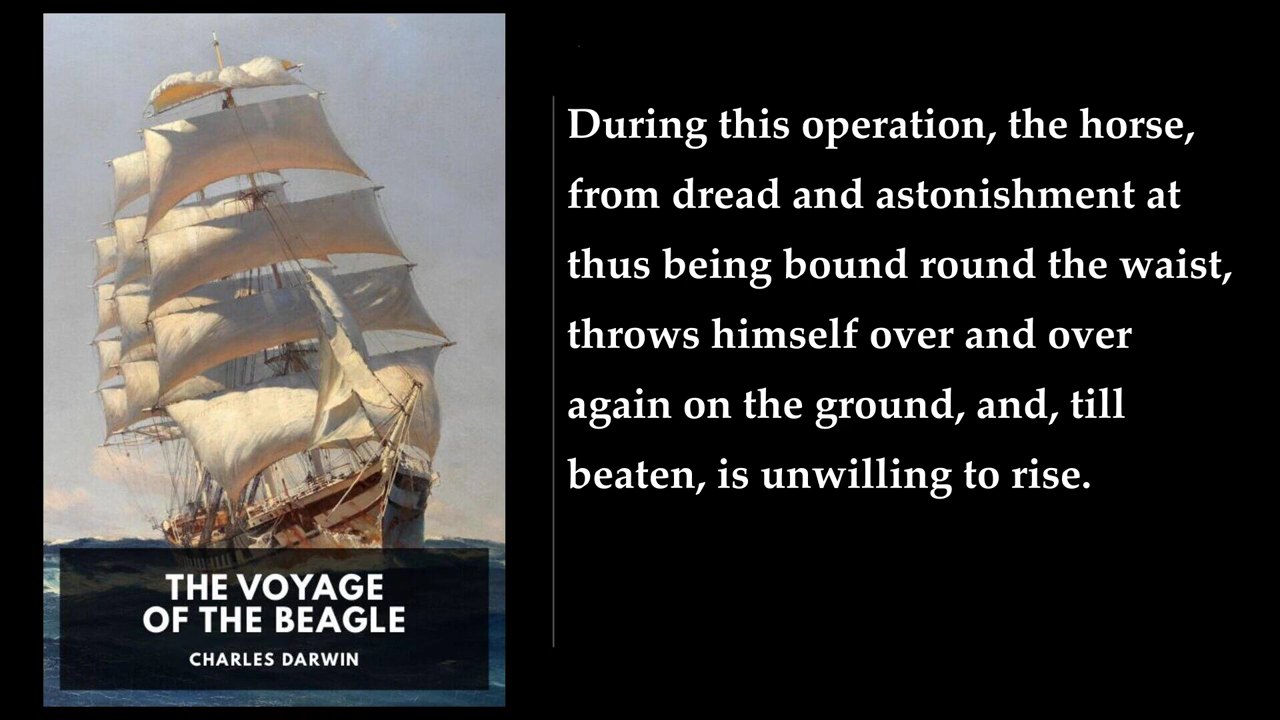 THE VOYAGE
OF THE BEAGLE
CHARLES DARWIN
During this operation, the horse,
from dread and astonishment at
thus being bound round the waist,
throws himself over and over
again on the ground, and, till
beaten, is unwilling to rise.